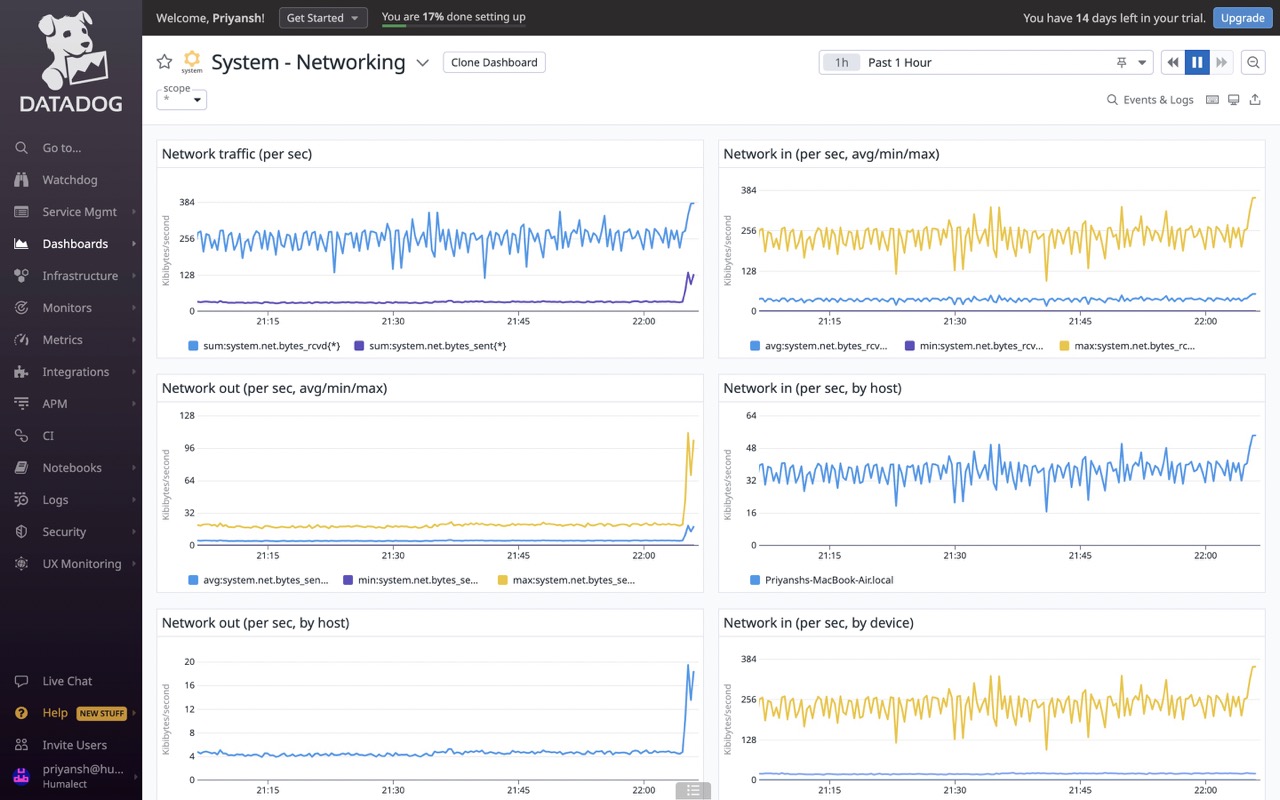 Welcome, Priyansh!
Get Started
You are 17% done setting up
You have 14 days left in your trial.
Upgrade
DATADOG
Go to...
Watchdog
Service Mgmt
Dashboards
Infrastructure
Monitors
Metrics
Integrations
APM
CI
Notebooks
Logs
Security
UX Monitoring
Live Chat
Help NEW STUFF
Invite Users
priyansh@hu...
Humalect
system
System - Networking
Clone Dashboard
1h Past 1 Hour
scope
*
Events & Logs
Network traffic (per sec)
Kibibytes/second
384
256
128
0
21:15 21:30 21:45 22:00
sum:system.net.bytes_rcvd{*} sum:system.net.bytes_sent{*}
Network in (per sec, avg/min/max)
Kibibytes/second
384
256
128
0
21:15 21:30 21:45 22:00
avg:system.net.bytes_rcv... min:system.net.bytes_rcv... max:system.net.bytes_rc...
Network out (per sec, avg/min/max)
Kibibytes/second
128
96
64
32
0
21:15 21:30 21:45 22:00
avg:system.net.bytes_sen... min:system.net.bytes_se... max:system.net.bytes_se...
Network in (per sec, by host)
Kibibytes/second
64
48
32
16
0
21:15 21:30 21:45 22:00
Priyanshs-MacBook-Air.local
Network out (per sec, by host)
Kibibytes/second
20
16
12
8
4
0
21:15 21:30 21:45 22:00
Network in (per sec, by device)
Kibibytes/second
384
256
128
0
21:15 21:30 21:45 22:00